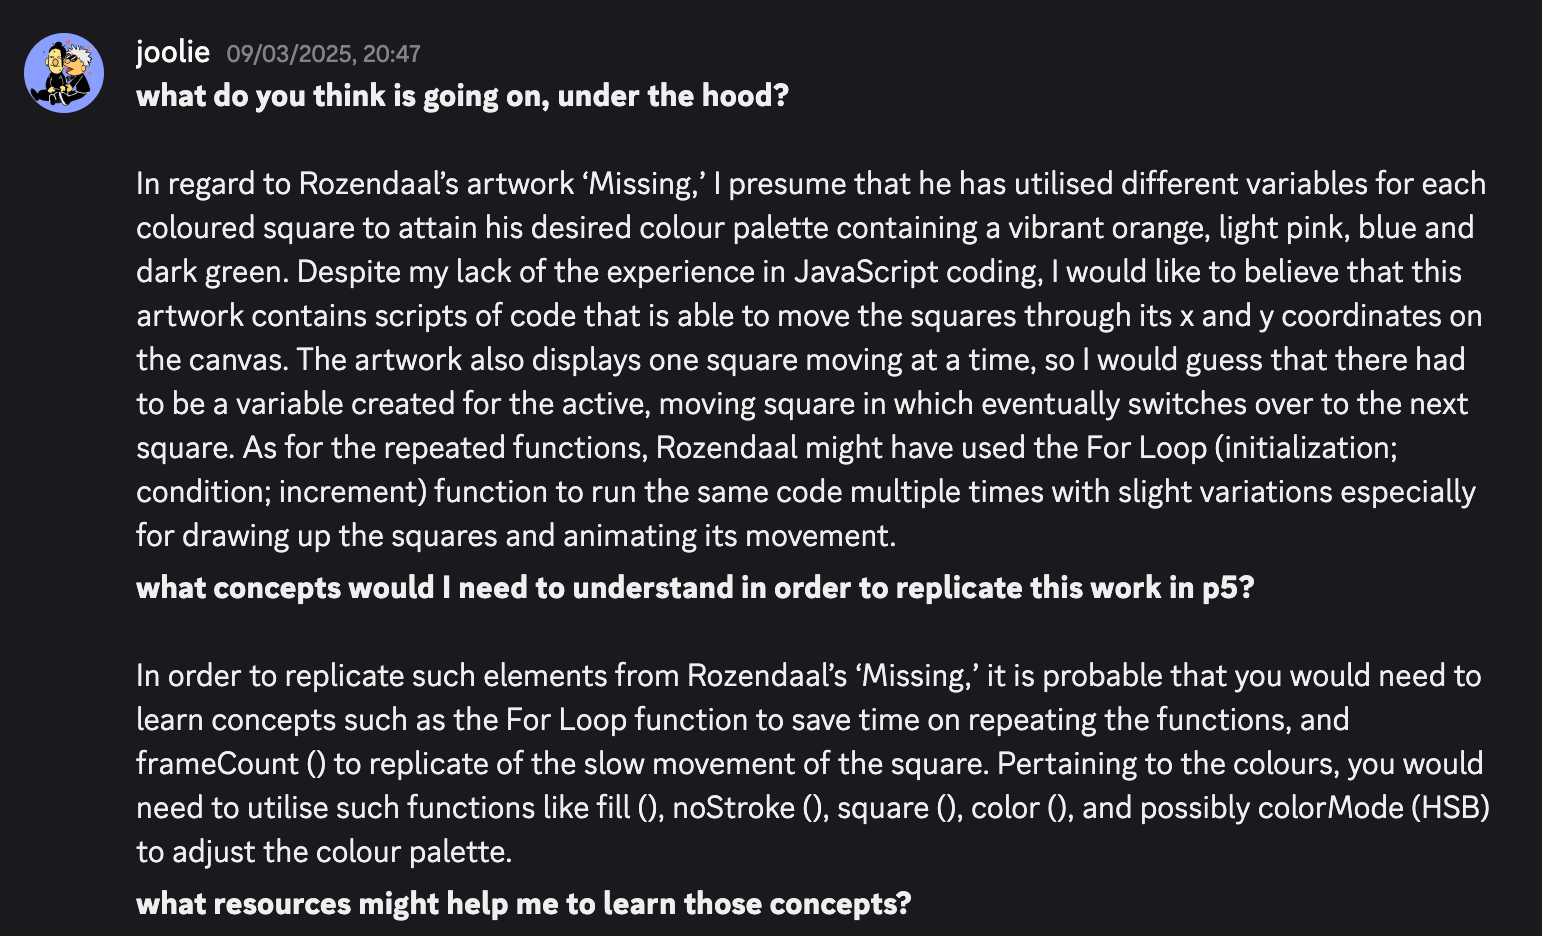 joolie 09/03/2025, 20:47
what do you think is going on, under the hood?
In regard to Rozendaal’s artwork ‘Missing,’ I presume that he has utilised different variables for each
coloured square to attain his desired colour palette containing a vibrant orange, light pink, blue and
dark green. Despite my lack of the experience in JavaScript coding, I would like to believe that this
artwork contains scripts of code that is able to move the squares through its x and y coordinates on
the canvas. The artwork also displays one square moving at a time, so I would guess that there had
to be a variable created for the active, moving square in which eventually switches over to the next
square. As for the repeated functions, Rozendaal might have used the For Loop (initialization;
condition; increment) function to run the same code multiple times with slight variations especially
for drawing up the squares and animating its movement.
what concepts would I need to understand in order to replicate this work in p5?
In order to replicate such elements from Rozendaal’s ‘Missing,’ it is probable that you would need to
learn concepts such as the For Loop function to save time on repeating the functions, and
frameCount () to replicate of the slow movement of the square. Pertaining to the colours, you would
need to utilise such functions like fill (), noStroke (), square (), color (), and possibly colorMode (HSB)
to adjust the colour palette.
what resources might help me to learn those concepts?